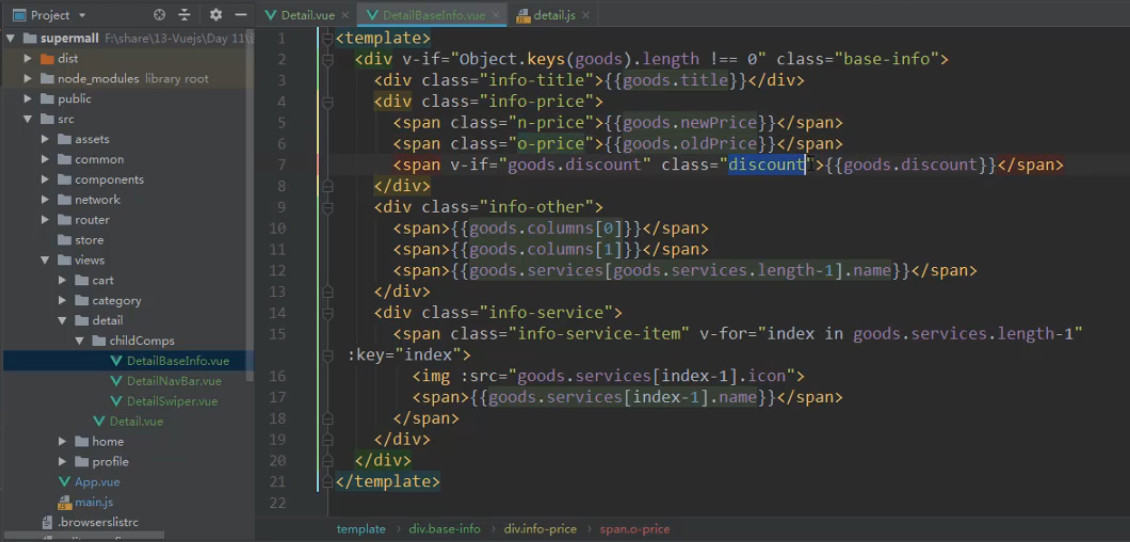 Project
Detail.vue
DetailBaseInfo.vue
detail.js
supermall F:\share\13-Vuejs\Day 11\
dist
node_modules library root
public
src
assets
common
components
network
router
store
views
cart
category
detail
childComps
DetailBaseInfo.vue
DetailNavBar.vue
DetailSwiper.vue
Detail.vue
home
profile
App.vue
main.js
.browserslistrc
1 <template>
2 <div v-if="Object.keys(goods).length !== 0" class="base-info">
3 <div class="info-title">{{goods.title}}</div>
4 <div class="info-price">
5 <span class="n-price">{{goods.newPrice}}</span>
6 <span class="o-price">{{goods.oldPrice}}</span>
7 <span v-if="goods.discount" class="discount">{{goods.discount}}</span>
8 </div>
9 <div class="info-other">
10 <span>{{goods.columns[0]}}</span>
11 <span>{{goods.columns[1]}}</span>
12 <span>{{goods.services[goods.services.length-1].name}}</span>
13 </div>
14 <div class="info-service">
15 <span class="info-service-item" v-for="index in goods.services.length-1"
:key="index">
16 <img :src="goods.services[index-1].icon">
17 <span>{{goods.services[index-1].name}}</span>
18 </span>
19 </div>
20 </div>
21 </template>
22
template › div.base-info › div.info-price › span.o-price